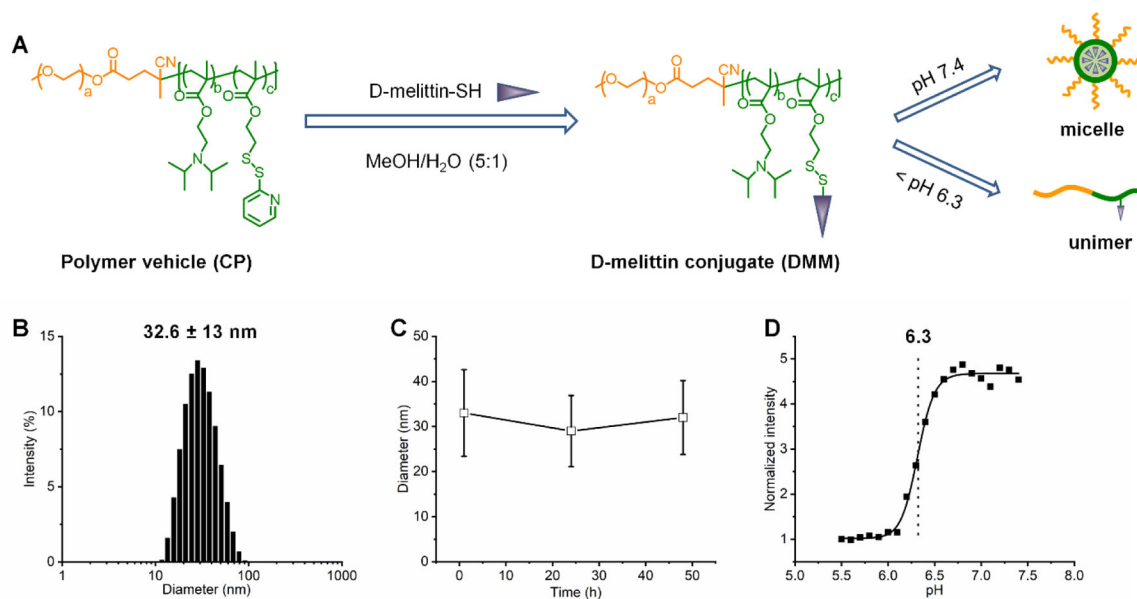 A
O
a
O
O
CN
b
c
O
O
O
O
N
S
S
N
D-melittin-SH
MeOH/H₂O (5:1)
O
a
O
O
CN
b
c
O
O
O
O
N
S
S
pH 7.4
< pH 6.3
micelle
unimer
Polymer vehicle (CP)
D-melittin conjugate (DMM)
B
32.6 ± 13 nm
Intensity (%)
15
10
5
0
1 10 100 1000
Diameter (nm)
C
Diameter (nm)
50
40
30
20
10
0
0 10 20 30 40 50
Time (h)
D
6.3
Normalized intensity
5
4
3
2
1
5.0 5.5 6.0 6.5 7.0 7.5 8.0
pH